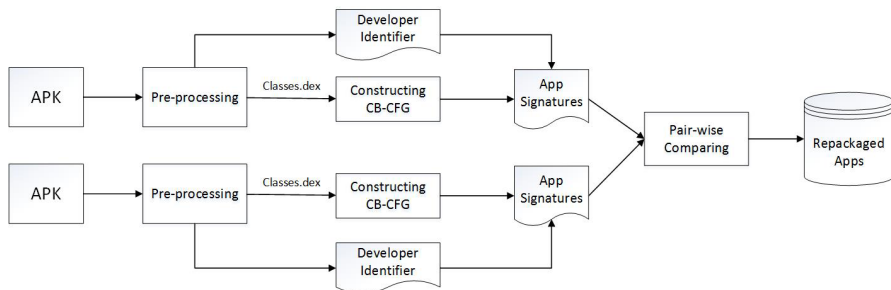 Developer
Identifier
APK
Pre-processing
Classes.dex
Constructing
CB-CFG
App
Signatures
Pair-wise
Comparing
Repackaged
Apps
APK
Pre-processing
Classes.dex
Constructing
CB-CFG
App
Signatures
Developer
Identifier